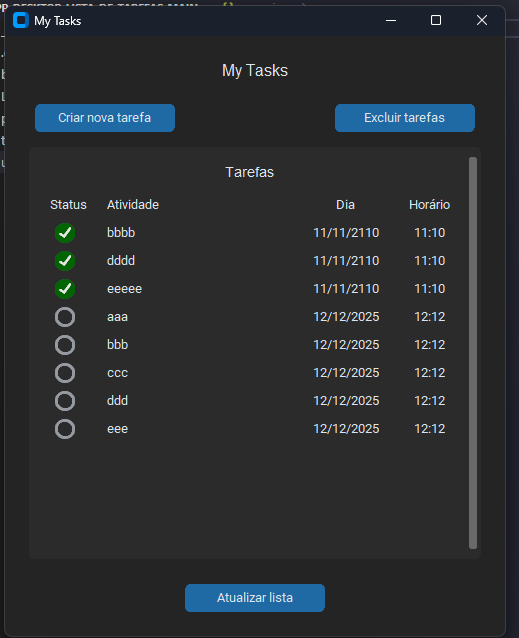 My Tasks
My Tasks
Criar nova tarefa Excluir tarefas
Tarefas
Status Atividade Dia Horário
bbbb 11/11/2110 11:10
dddd 11/11/2110 11:10
eeeee 11/11/2110 11:10
aaa 12/12/2025 12:12
bbb 12/12/2025 12:12
ccc 12/12/2025 12:12
ddd 12/12/2025 12:12
eee 12/12/2025 12:12
Atualizar lista